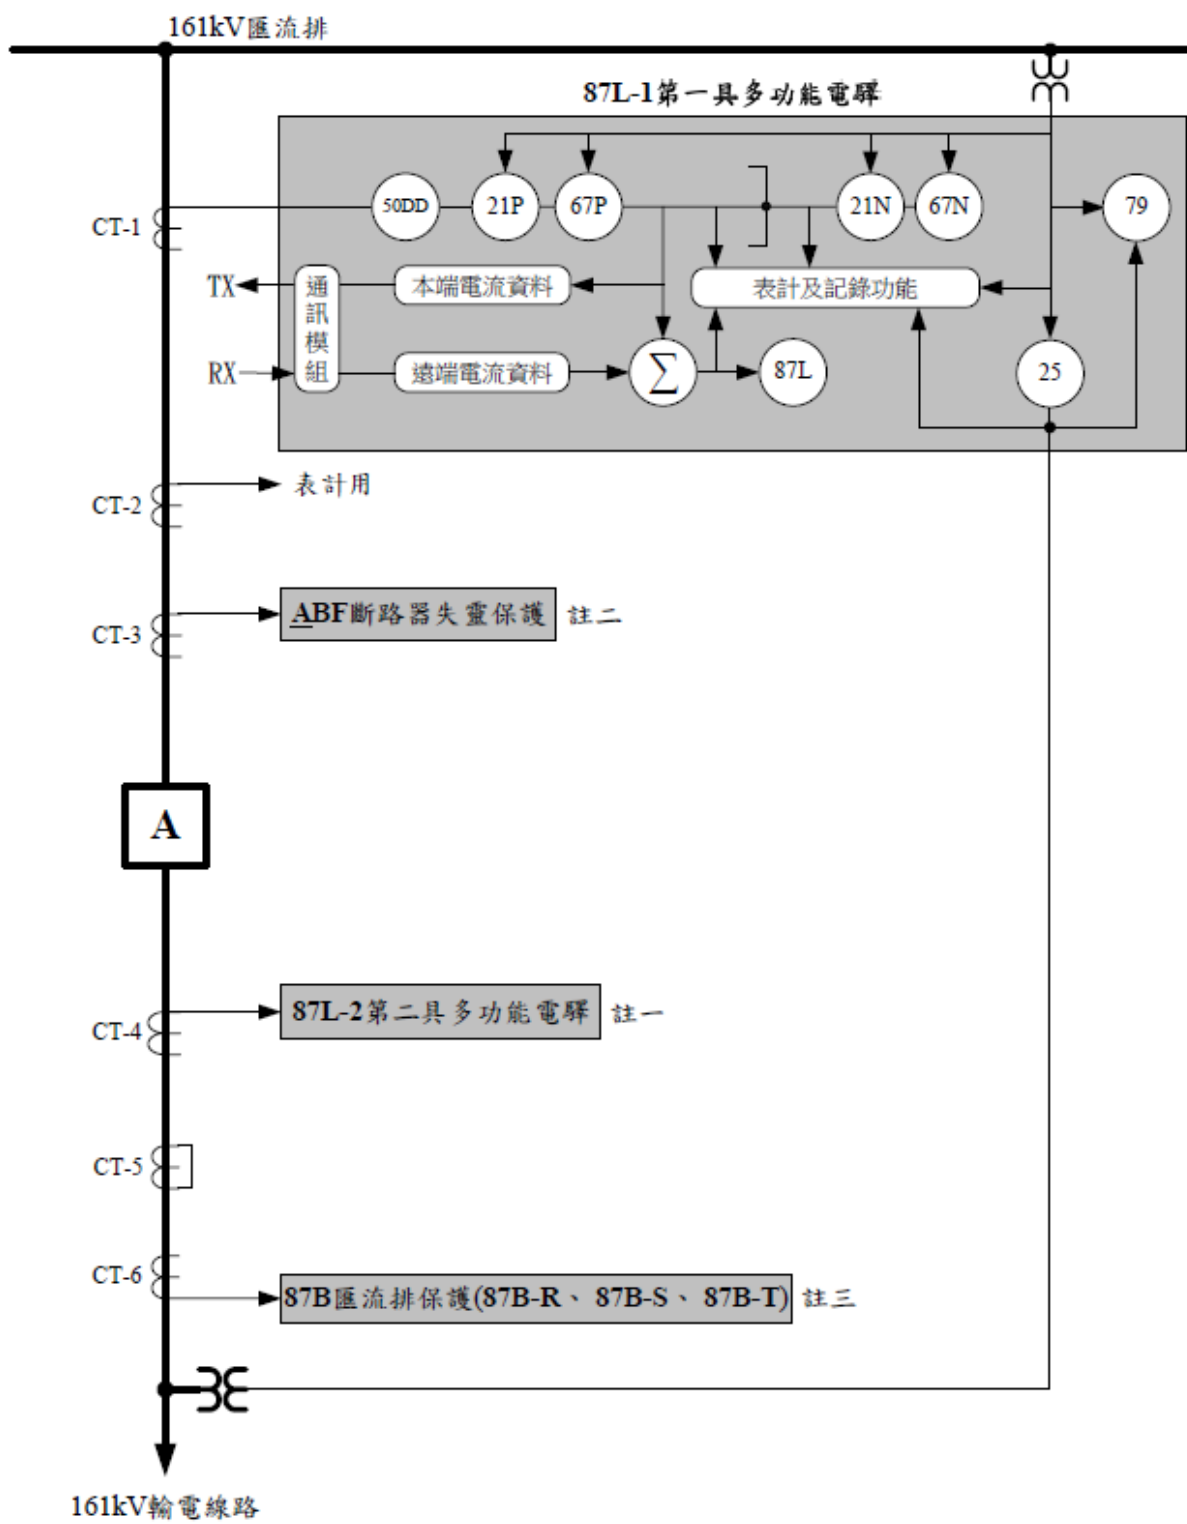 161kV匯流排
87L-1第一具多功能電驛
50DD 21P 67P 21N 67N 79
CT-1
TX 通訊模組 本端電流資料 表計及記錄功能
RX 遠端電流資料 ∑ 87L 25
表計用
CT-2
ABF斷路器失靈保護 註二
CT-3
A
87L-2第二具多功能電驛 註一
CT-4
CT-5
CT-6
87B匯流排保護(87B-R、87B-S、87B-T) 註三
161kV輸電線路